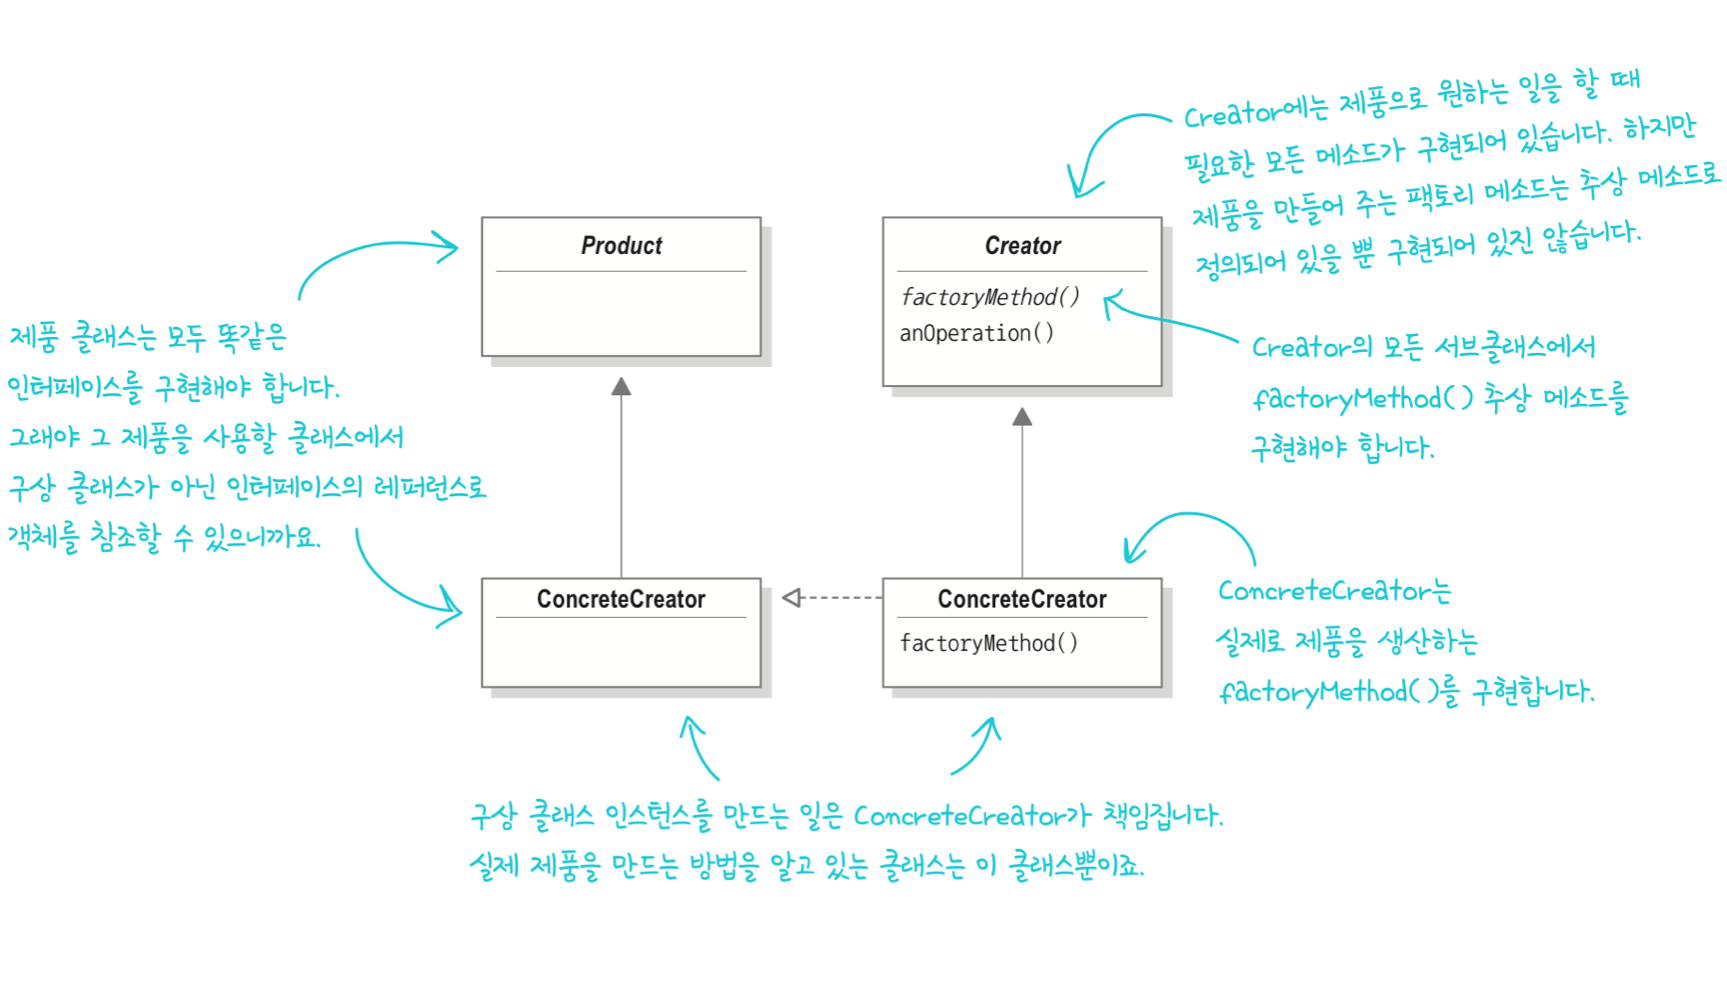 Creator에는 제품으로 원하는 일을 할 때
필요한 모든 메소드가 구현되어 있습니다. 하지만
제품을 만들어 주는 팩토리 메소드는 추상 메소드로
정의되어 있을 뿐 구현되어 있진 않습니다.
Product
Creator
factoryMethod()
anOperation()
제품 클래스는 모두 똑같은
인터페이스를 구현해야 합니다.
그래야 그 제품을 사용할 클래스에서
구상 클래스가 아닌 인터페이스의 레퍼런스로
객체를 참조할 수 있으니까요.
Creator의 모든 서브클래스에서
factoryMethod() 추상 메소드를
구현해야 합니다.
ConcreteCreator
ConcreteCreator
factoryMethod()
ConcreteCreator는
실제로 제품을 생산하는
factoryMethod()를 구현합니다.
구상 클래스 인스턴스를 만드는 일은 ConcreteCreator가 책임집니다.
실제 제품을 만드는 방법을 알고 있는 클래스는 이 클래스뿐이죠.